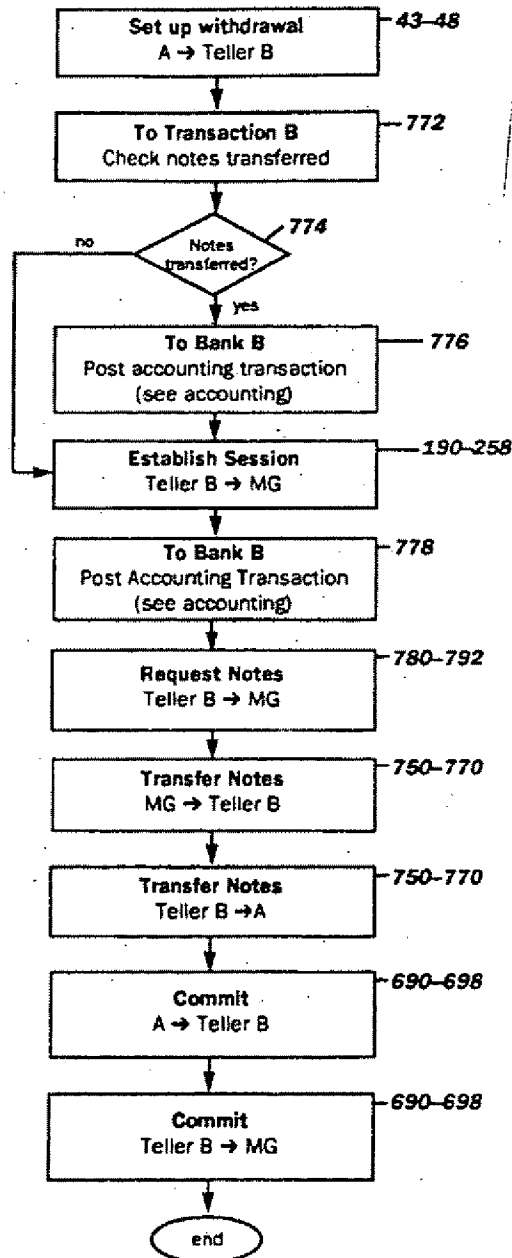 Set up withdrawal
A → Teller B
43–48
To Transaction B
Check notes transferred
772
774
Notes
transferred?
no
yes
To Bank B
Post accounting transaction
(see accounting)
776
Establish Session
Teller B → MG
190–258
To Bank B
Post Accounting Transaction
(see accounting)
778
Request Notes
Teller B → MG
780–792
Transfer Notes
MG → Teller B
750–770
Transfer Notes
Teller B → A
750–770
Commit
A → Teller B
690–698
Commit
Teller B → MG
690–698
end